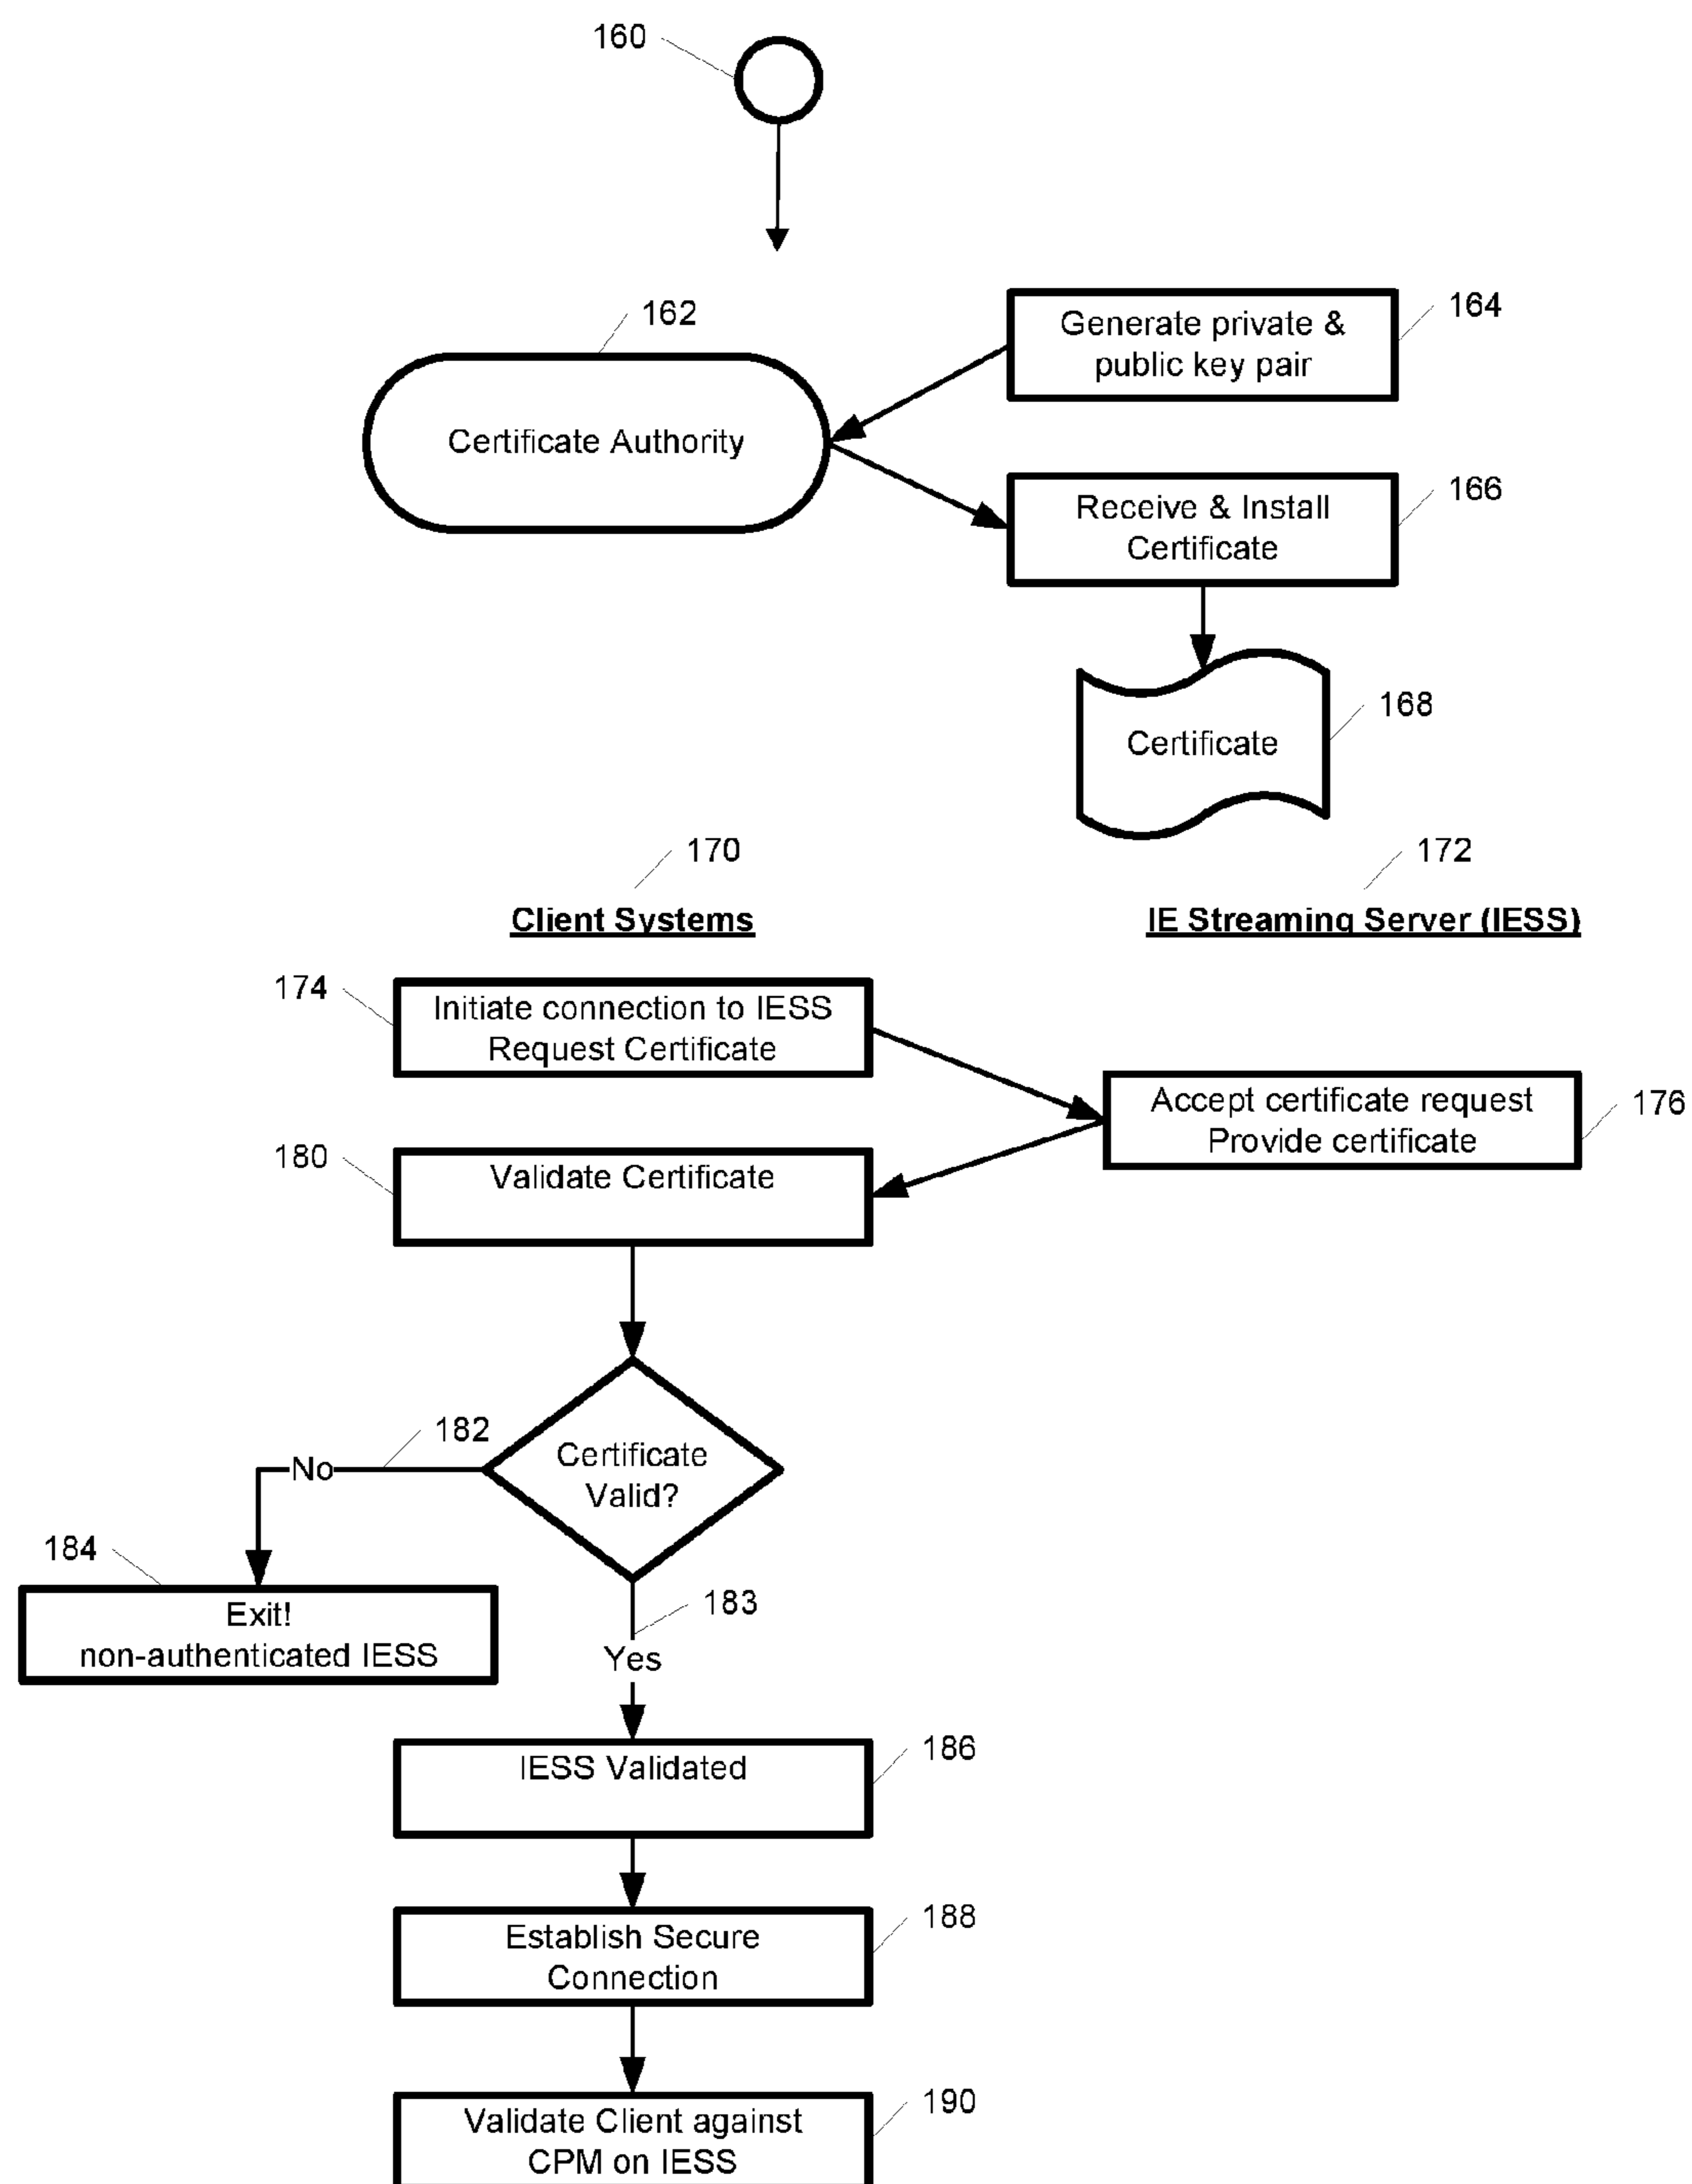 160
162
164
Generate private &
public key pair
Certificate Authority
166
Receive & Install
Certificate
168
Certificate
170
172
Client Systems
IE Streaming Server (IESS)
174
Initiate connection to IESS
Request Certificate
Accept certificate request
Provide certificate
176
180
Validate Certificate
182
Certificate
Valid?
No
184
Exit!
non-authenticated IESS
183
Yes
186
IESS Validated
188
Establish Secure
Connection
190
Validate Client against
CPM on IESS